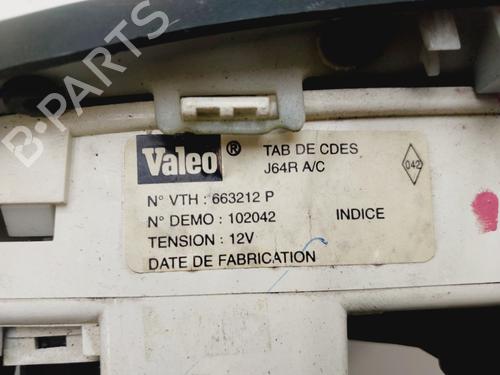 B-PARTS
Valeo ® TAB DE CDES
J64R A/C
042
N° VTH : 663212 P
N° DEMO : 102042 INDICE
TENSION : 12V
DATE DE FABRICATION